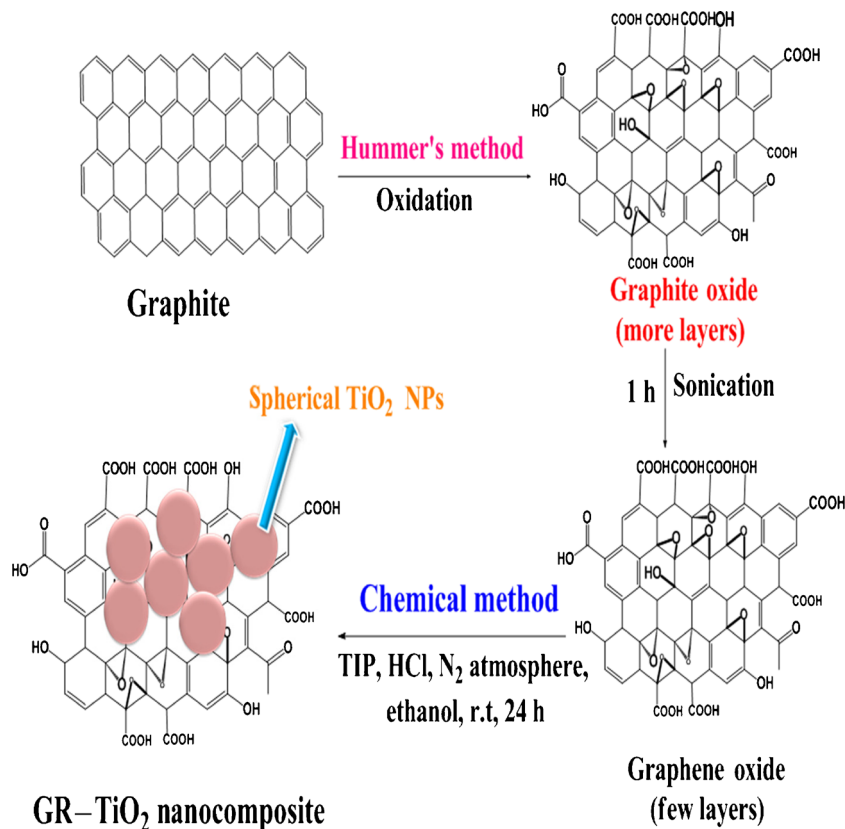 COOH COOH COOHOH
COOH
O
O
O O O
HO
HO
COOH
HO
O
O
O o o
OH
COOH COOH
Hummer's method
Oxidation
Graphite
Graphite oxide
(more layers)
1 h Sonication
Spherical TiO₂ NPs
COOH COOH COOHOH
COOH
O
O
O O O
HO
HO
COOH
HO
O
O
O o o
OH
COOH COOH
Graphene oxide
(few layers)
Chemical method
TIP, HCl, N₂ atmosphere,
ethanol, r.t, 24 h
COOH COOH COOH OH
COOH
O
HO
COOH
HO
O
O
O o o
OH
COOH COOH
GR–TiO₂ nanocomposite